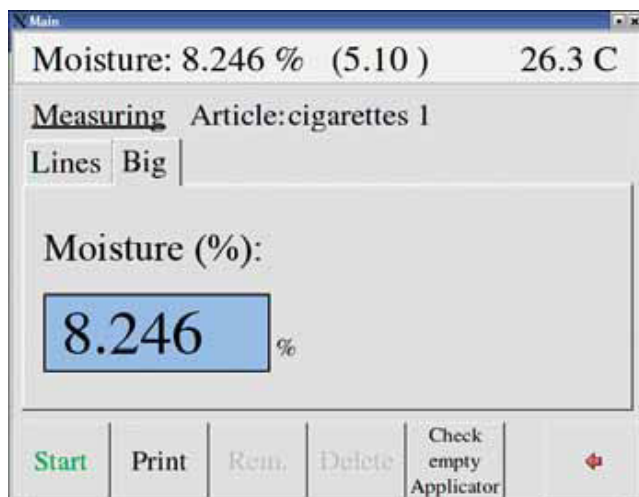 Main
Moisture: 8.246 % (5.10 ) 26.3 C
Measuring Article:cigarettes 1
Lines Big
Moisture (%):
8.246 %
Start Print Rem. Delete Check empty Applicator